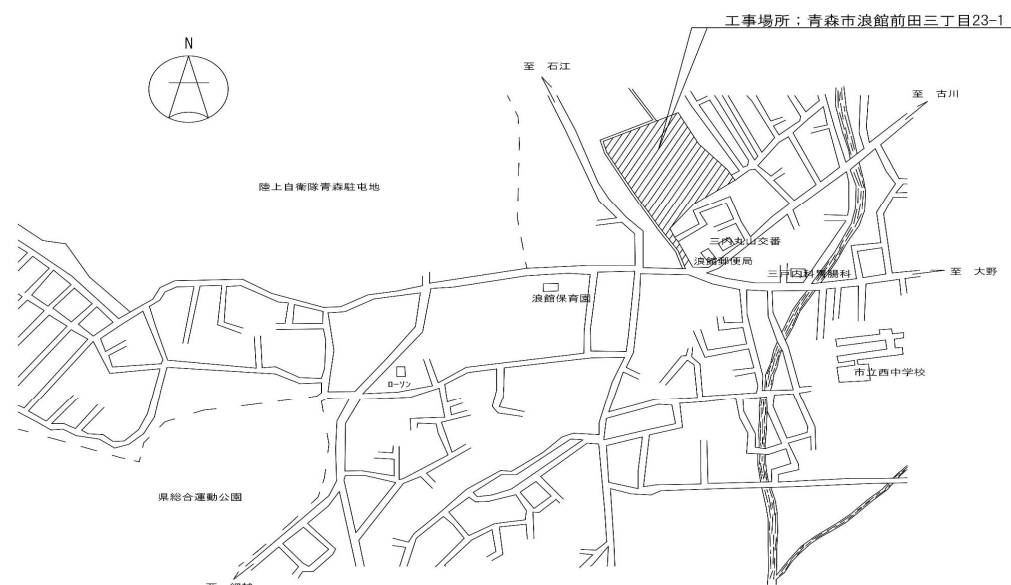 工事場所；青森市浪館前田三丁目23-1
N
至 石江
至 古川
陸上自衛隊青森駐屯地
三内丸山交番
浪館郵便局
三戸内科胃腸科
至 大野
浪館保育園
市立西中学校
ローソン
県総合運動公園